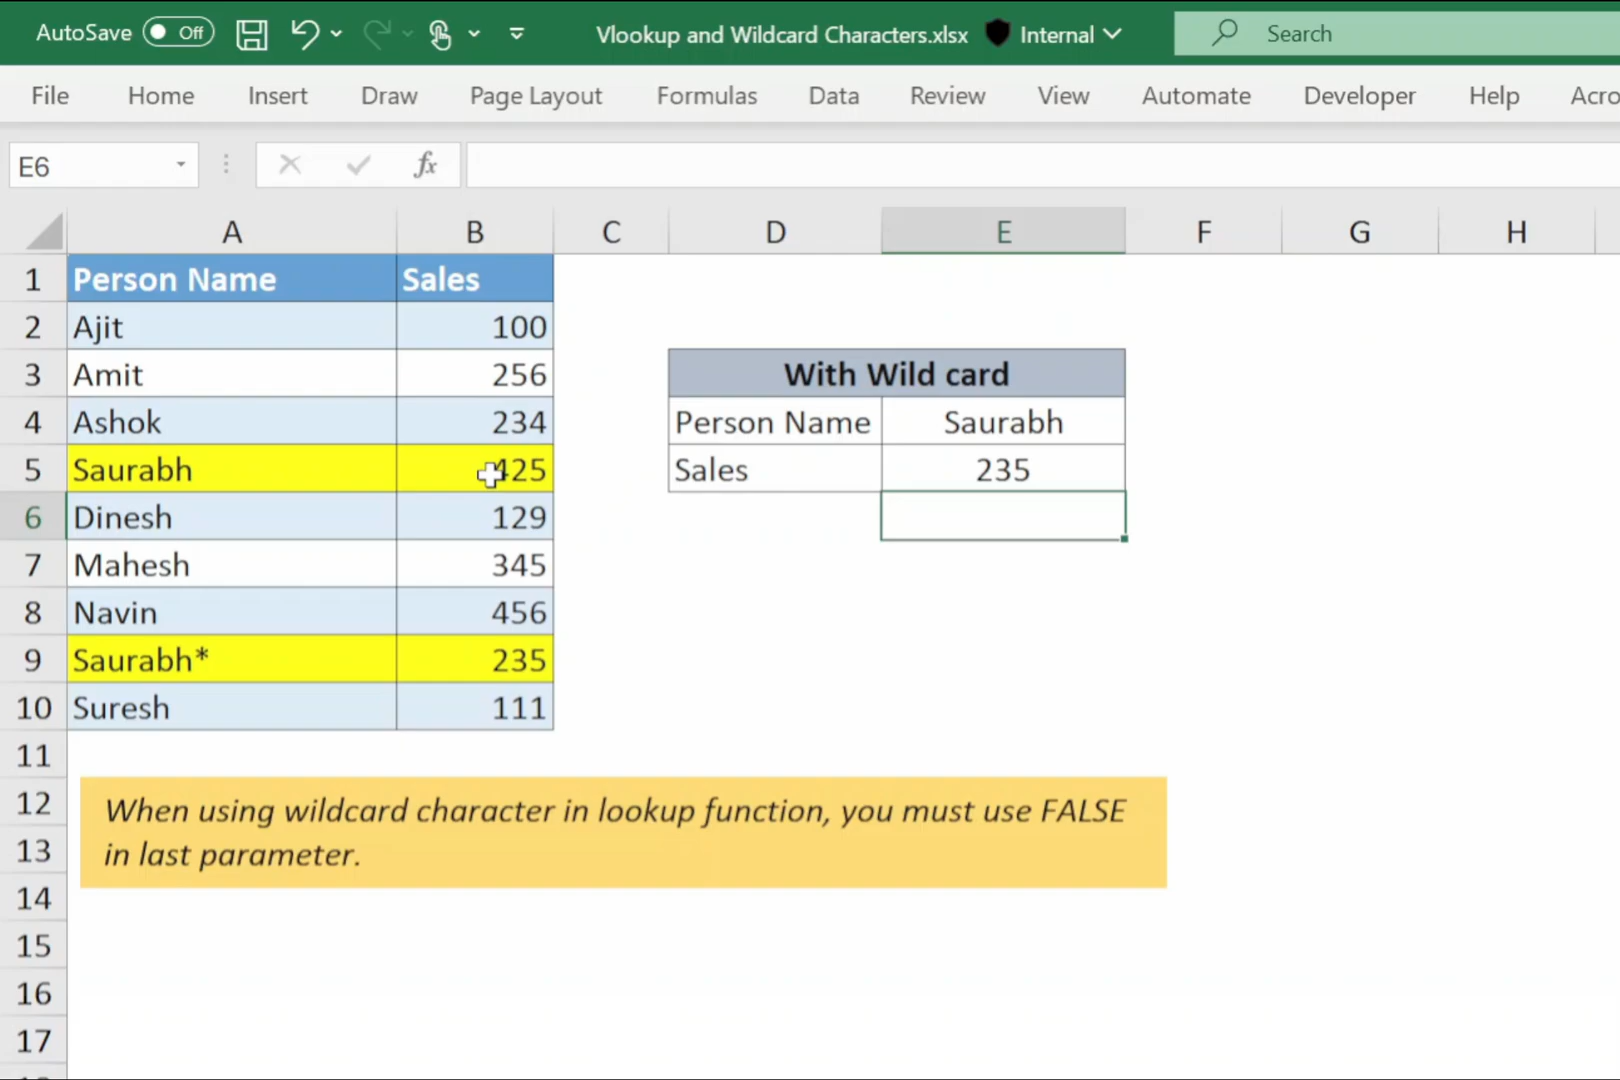 AutoSave Off Vlookup and Wildcard Characters.xlsx Internal Search
File Home Insert Draw Page Layout Formulas Data Review View Automate Developer Help Acro
E6 fx
A B C D E F G H
1 Person Name Sales
2 Ajit 100
3 Amit 256 With Wild card
4 Ashok 234 Person Name Saurabh
5 Saurabh 425 Sales 235
6 Dinesh 129
7 Mahesh 345
8 Navin 456
9 Saurabh* 235
10 Suresh 111
11
12 When using wildcard character in lookup function, you must use FALSE
13 in last parameter.
14
15
16
17